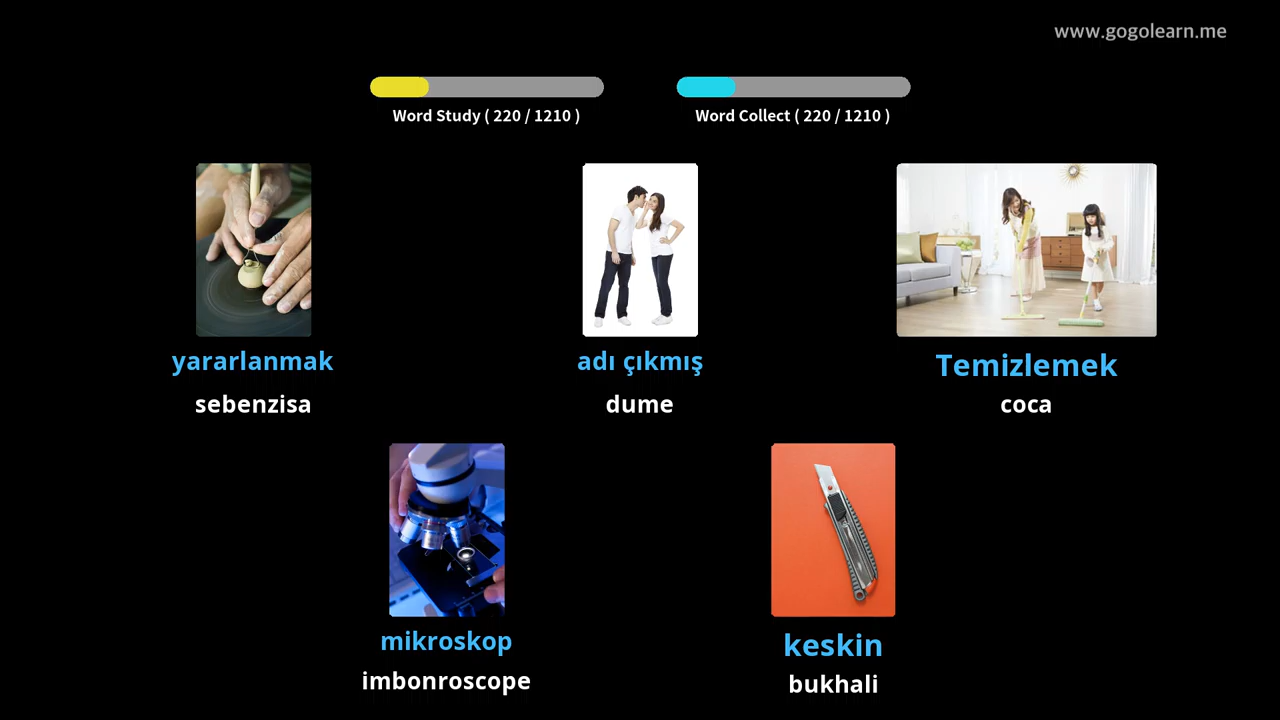 www.gogolearn.me
Word Study ( 220 / 1210 )
Word Collect ( 220 / 1210 )
yararlanmak
sebenzisa
adı çıkmış
dume
Temizlemek
coca
mikroskop
imbonroscope
keskin
bukhali